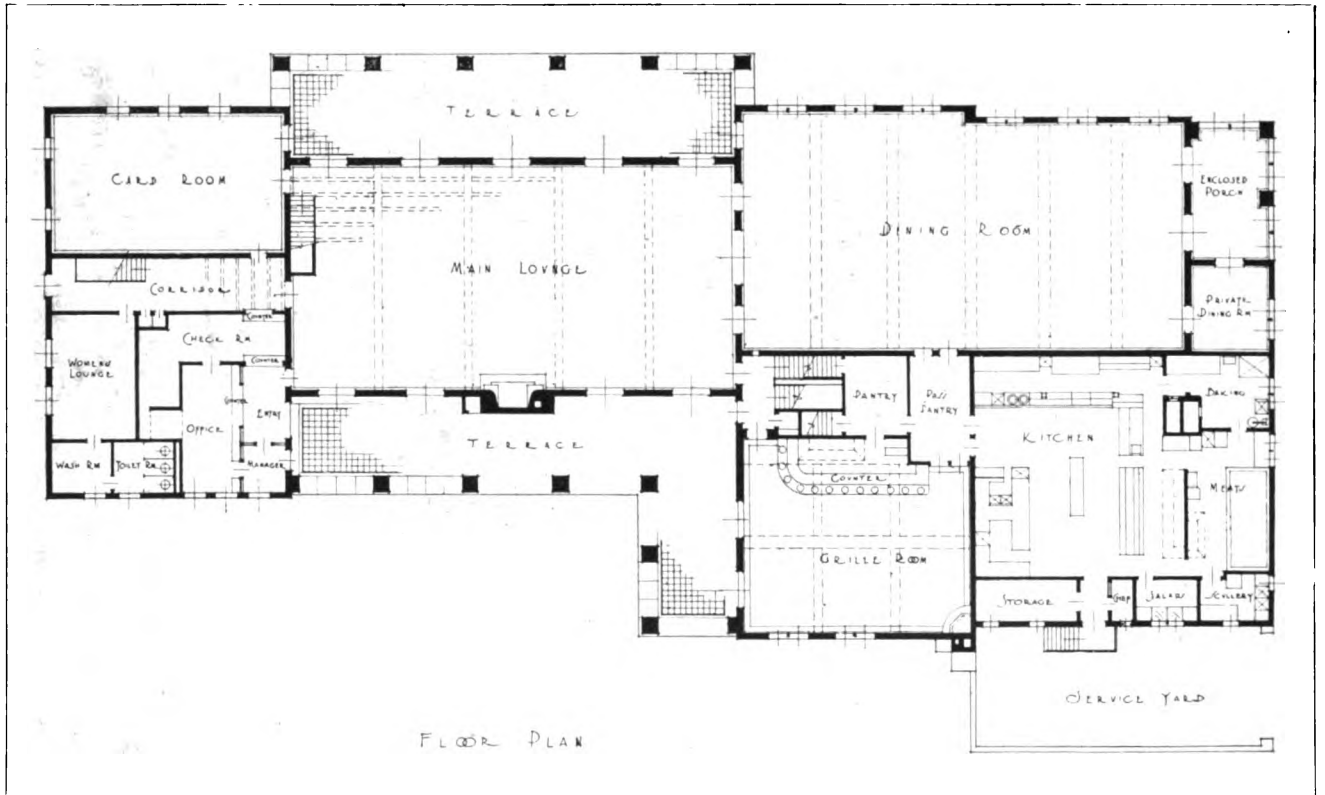 TERRACE
CARD ROOM
ENCLOSED
PORCH
DINING ROOM
MAIN LOUNGE
CORRIDOR
PRIVATE
DINING RM
COUNTER
CHECK RM
COUNTER
WOMENS
LOUNGE
COUNTER
ENTRY
PANTRY
PASS
PANTRY
BAKING
OFFICE
TERRACE
KITCHEN
WASH RM
TOILET RM
MANAGER
COUNTER
MEATS
GRILLE ROOM
STORAGE
SALADS
SCULLERY
SERVICE YARD
FLOOR PLAN